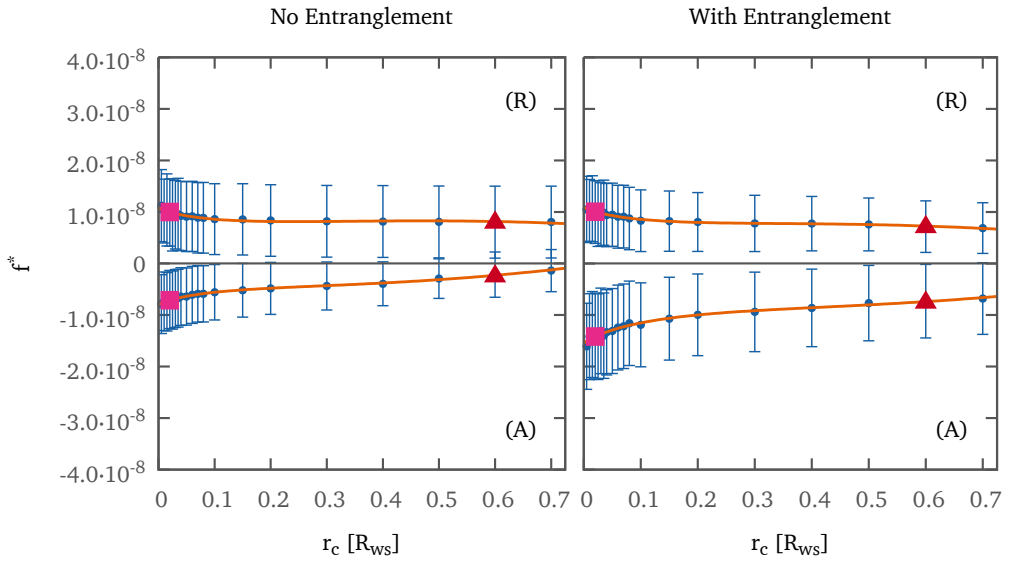 No Entranglement
With Entranglement
4.0·10⁻⁸
3.0·10⁻⁸
2.0·10⁻⁸
1.0·10⁻⁸
0
-1.0·10⁻⁸
-2.0·10⁻⁸
-3.0·10⁻⁸
-4.0·10⁻⁸
f*
(R)
(R)
(A)
(A)
0 0.1 0.2 0.3 0.4 0.5 0.6 0.7
0 0.1 0.2 0.3 0.4 0.5 0.6 0.7
r_c [R_ws]
r_c [R_ws]